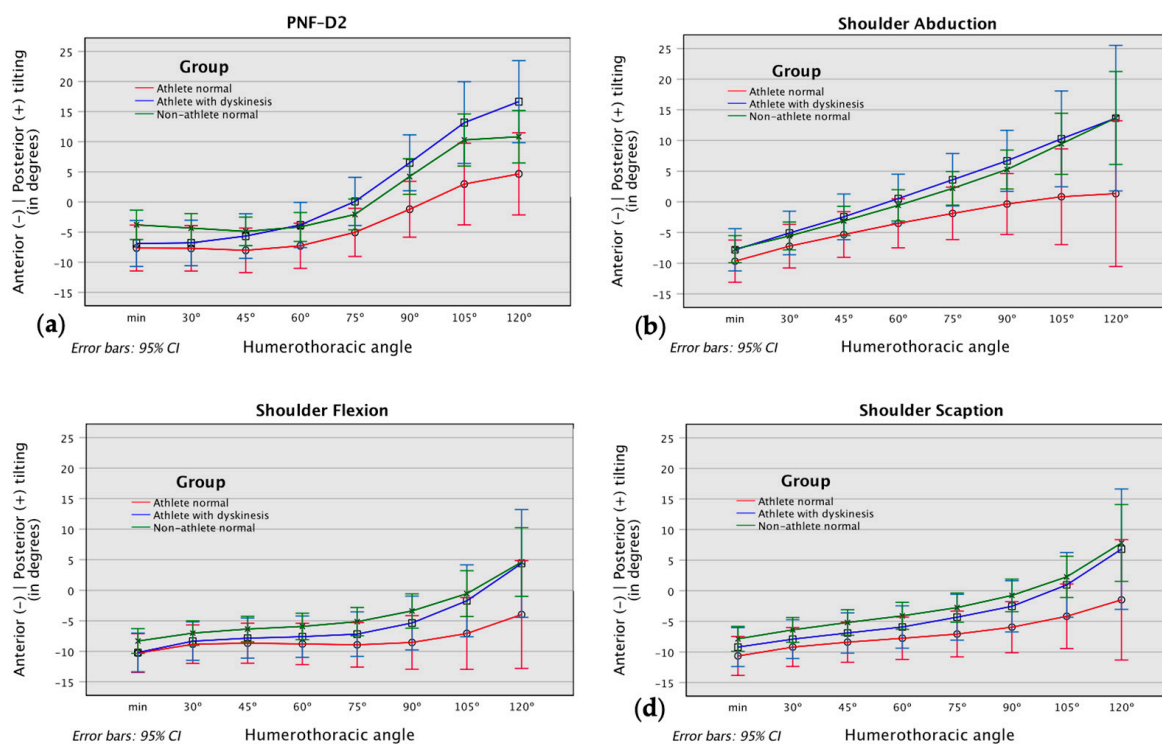 PNF-D2
Anterior (-) | Posterior (+) tilting
(in degrees)
25
20
15
10
5
0
-5
-10
-15
Group
Athlete normal
Athlete with dyskinesis
Non-athlete normal
min 30° 45° 60° 75° 90° 105° 120°
(a)
Error bars: 95% CI
Humerothoracic angle
Shoulder Abduction
Anterior (-) | Posterior (+) tilting
(in degrees)
25
20
15
10
5
0
-5
-10
-15
Group
Athlete normal
Athlete with dyskinesis
Non-athlete normal
min 30° 45° 60° 75° 90° 105° 120°
(b)
Error bars: 95% CI
Humerothoracic angle
Shoulder Flexion
Anterior (-) | Posterior (+) tilting
(in degrees)
25
20
15
10
5
0
-5
-10
-15
Group
Athlete normal
Athlete with dyskinesis
Non-athlete normal
min 30° 45° 60° 75° 90° 105° 120°
Error bars: 95% CI
Humerothoracic angle
Shoulder Scaption
Anterior (-) | Posterior (+) tilting
(in degrees)
25
20
15
10
5
0
-5
-10
-15
Group
Athlete normal
Athlete with dyskinesis
Non-athlete normal
min 30° 45° 60° 75° 90° 105° 120°
(d)
Error bars: 95% CI
Humerothoracic angle